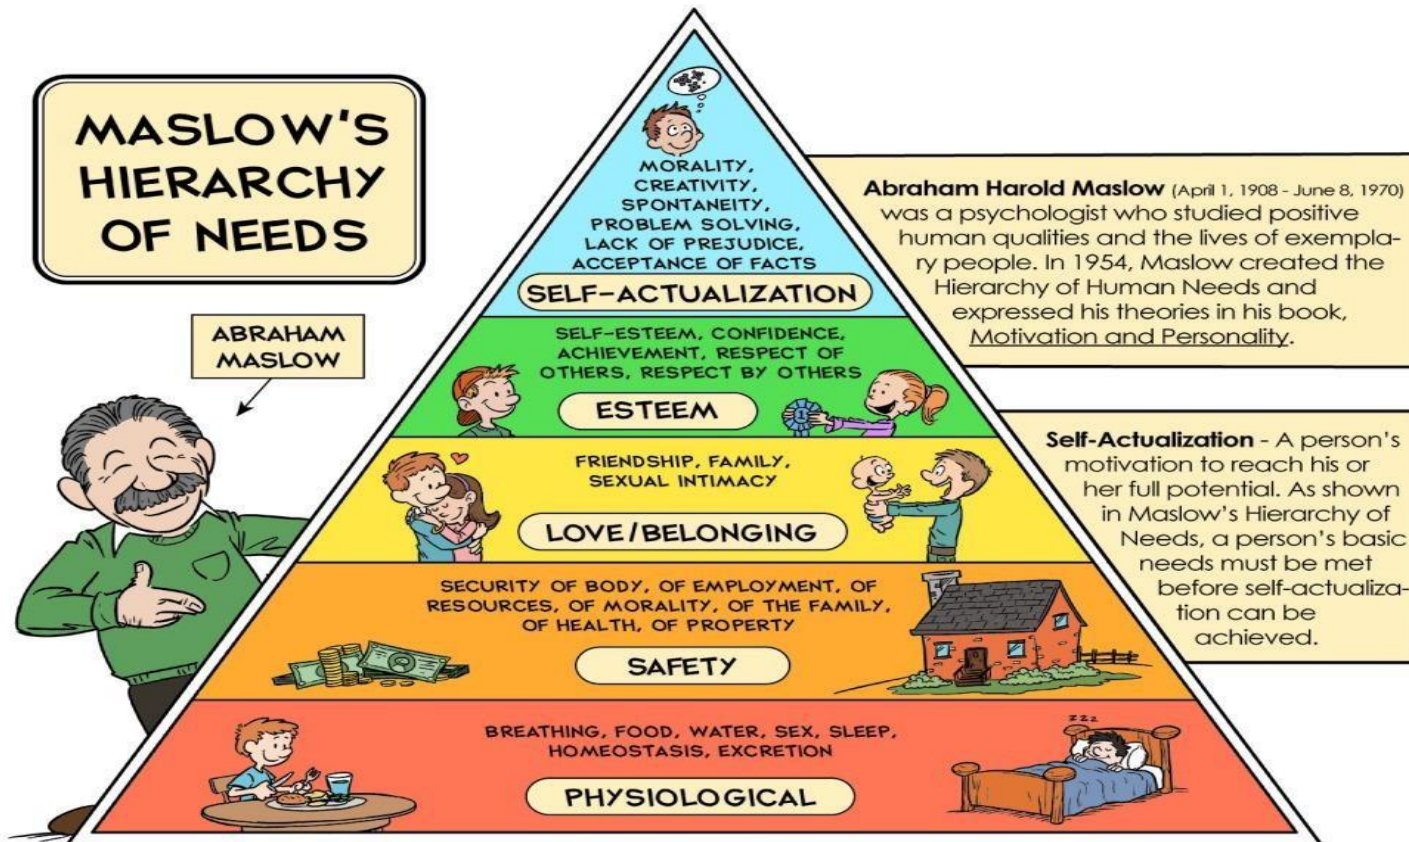 MASLOW'S
HIERARCHY
OF NEEDS
ABRAHAM
MASLOW
MORALITY,
CREATIVITY,
SPONTANEITY,
PROBLEM SOLVING,
LACK OF PREJUDICE,
ACCEPTANCE OF FACTS
SELF-ACTUALIZATION
SELF-ESTEEM, CONFIDENCE,
ACHIEVEMENT, RESPECT OF
OTHERS, RESPECT BY OTHERS
ESTEEM
1
FRIENDSHIP, FAMILY,
SEXUAL INTIMACY
LOVE/BELONGING
SECURITY OF BODY, OF EMPLOYMENT, OF
RESOURCES, OF MORALITY, OF THE FAMILY,
OF HEALTH, OF PROPERTY
SAFETY
BREATHING, FOOD, WATER, SEX, SLEEP,
HOMEOSTASIS, EXCRETION
PHYSIOLOGICAL
zzz
Abraham Harold Maslow (April 1, 1908 - June 8, 1970)
was a psychologist who studied positive
human qualities and the lives of exempla-
ry people. In 1954, Maslow created the
Hierarchy of Human Needs and
expressed his theories in his book,
Motivation and Personality.
Self-Actualization - A person's
motivation to reach his or
her full potential. As shown
in Maslow's Hierarchy of
Needs, a person's basic
needs must be met
before self-actualiza-
tion can be
achieved.